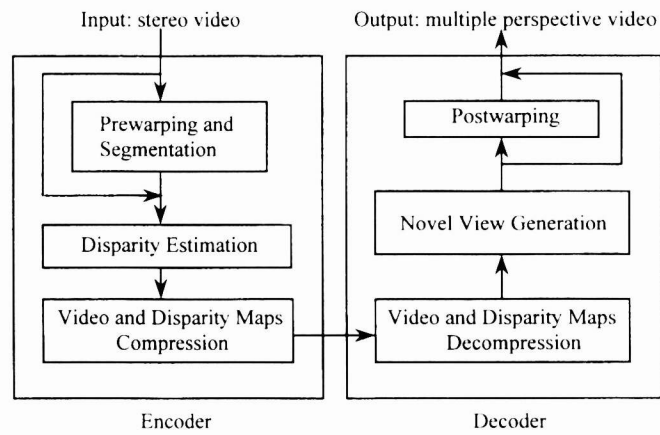 Input: stereo video
Output: multiple perspective video
Prewarping and
Segmentation
Disparity Estimation
Video and Disparity Maps
Compression
Postwarping
Novel View Generation
Video and Disparity Maps
Decompression
Encoder
Decoder